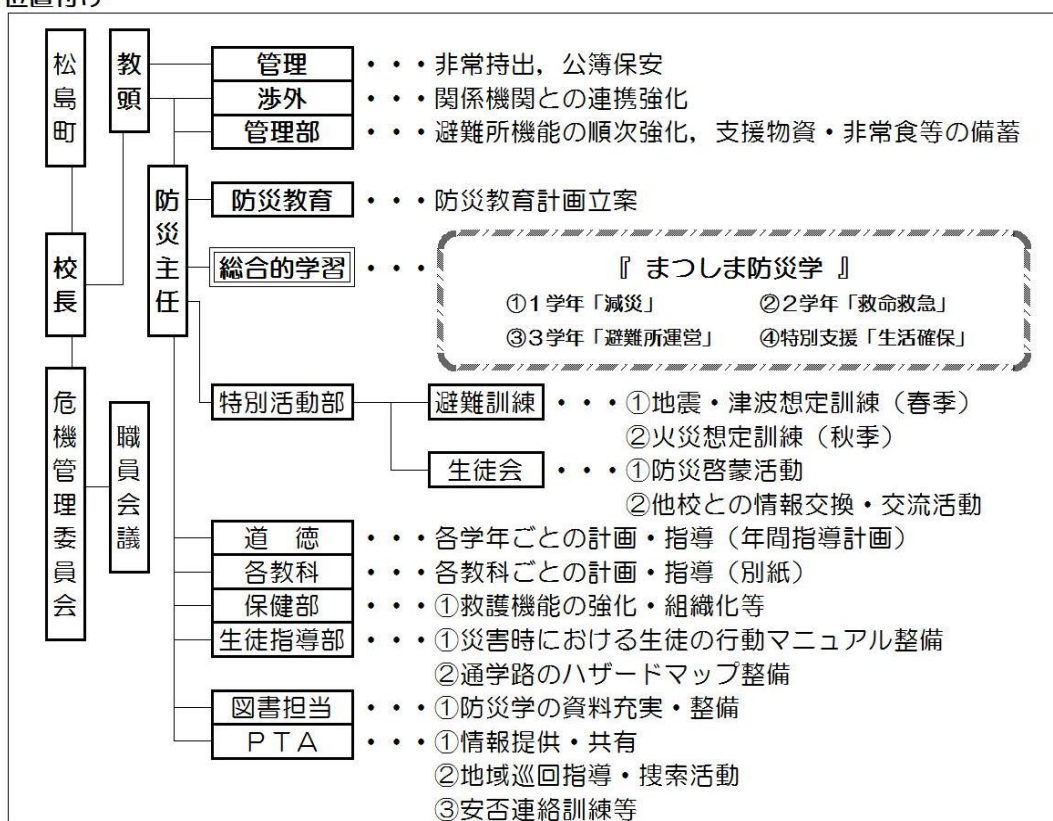 位置付け
松島町
教頭
校長
危機管理委員会
職員会議
防災主任
管理 ・・・非常持出，公簿保安
渉外 ・・・関係機関との連携強化
管理部 ・・・避難所機能の順次強化，支援物資・非常食等の備蓄
防災教育 ・・・防災教育計画立案
総合的学習 ・・・
『 まつしま防災学 』
①１学年「減災」 ②２学年「救命救急」
③３学年「避難所運営」 ④特別支援「生活確保」
特別活動部
避難訓練 ・・・①地震・津波想定訓練（春季）
②火災想定訓練（秋季）
生徒会 ・・・①防災啓蒙活動
②他校との情報交換・交流活動
道　徳 ・・・各学年ごとの計画・指導（年間指導計画）
各教科 ・・・各教科ごとの計画・指導（別紙）
保健部 ・・・①救護機能の強化・組織化等
生徒指導部 ・・・①災害時における生徒の行動マニュアル整備
②通学路のハザードマップ整備
図書担当 ・・・①防災学の資料充実・整備
ＰＴＡ ・・・①情報提供・共有
②地域巡回指導・捜索活動
③安否連絡訓練等